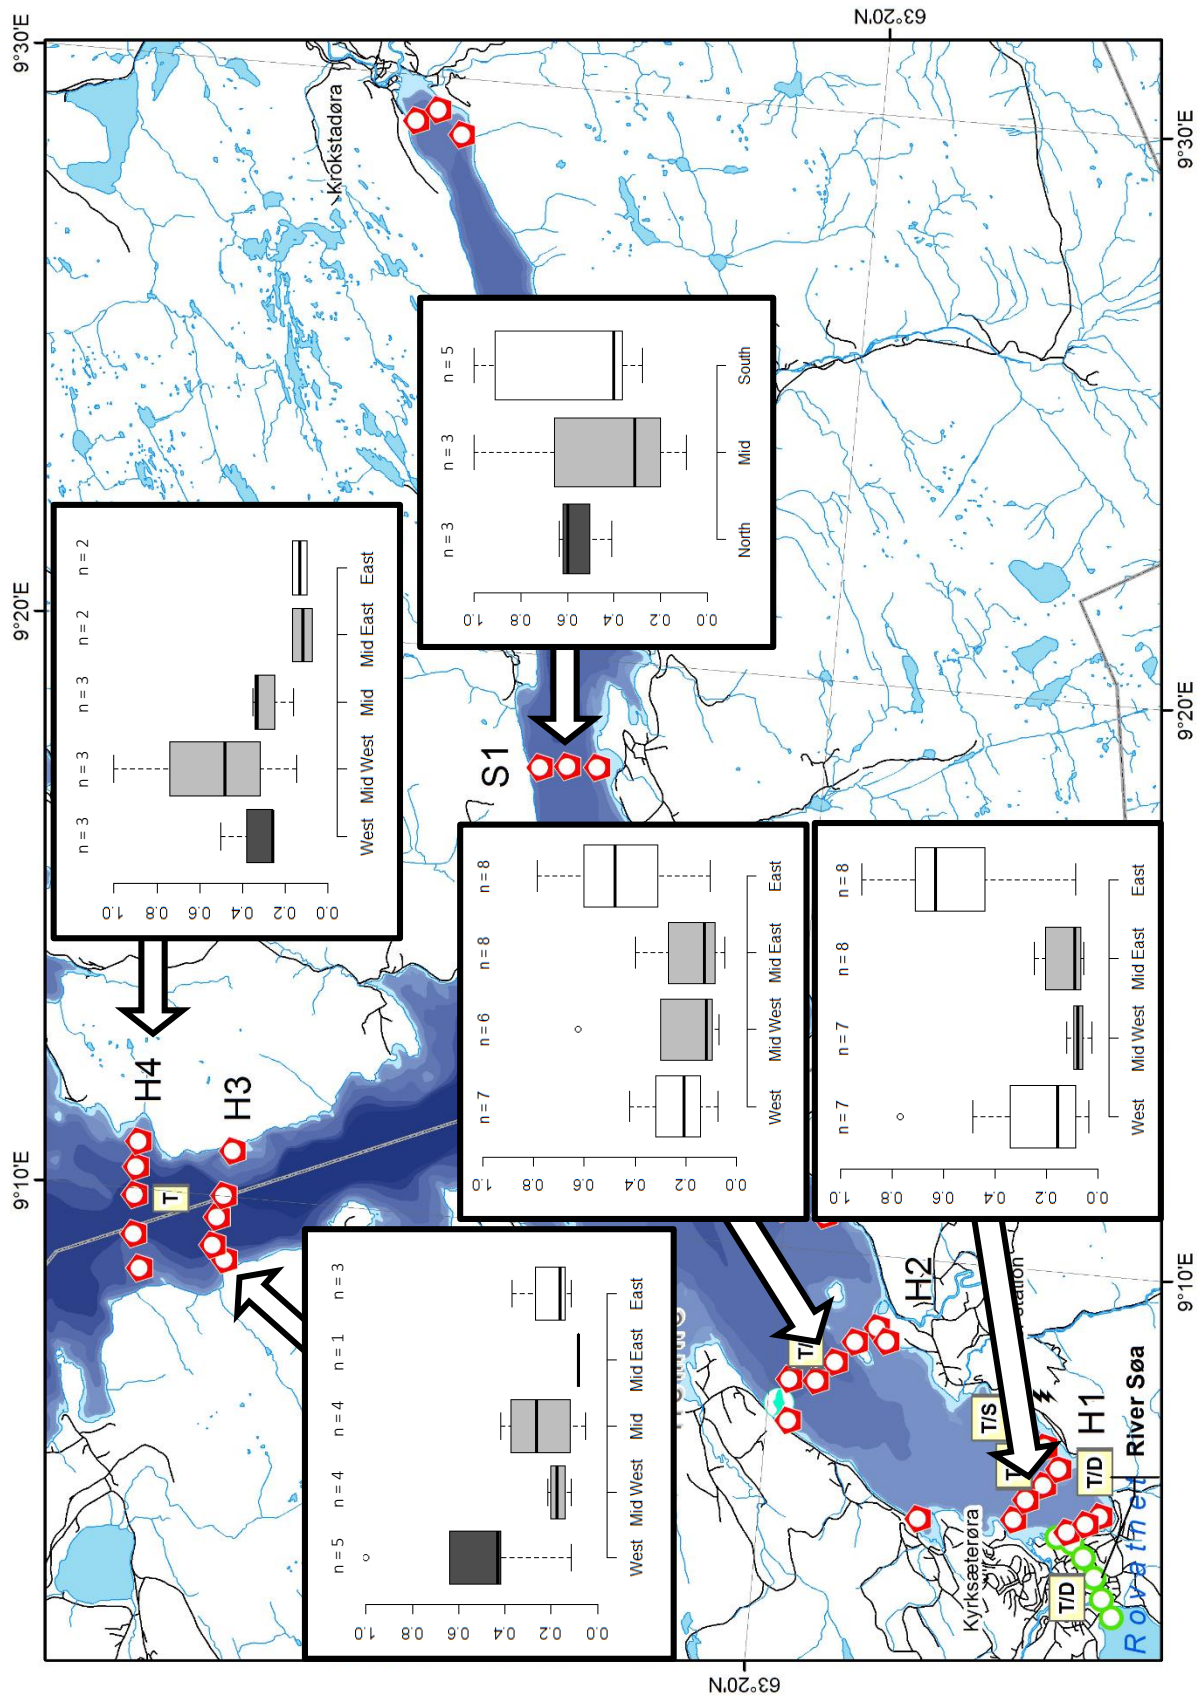 9°30'E
63°20'N
Krokstadøra
9°30'E
n = 3
n = 3
n = 5
1.0
0.8
0.6
0.4
0.2
0.0
North
Mid
South
9°20'E
n = 3
n = 3
n = 3
n = 2
n = 2
1.0
0.8
0.6
0.4
0.2
0.0
West
Mid West
Mid
Mid East
East
9°20'E
S1
n = 7
n = 6
n = 8
n = 8
1.0
0.8
0.6
0.4
0.2
0.0
West
Mid West
Mid East
East
n = 7
n = 7
n = 8
n = 8
1.0
0.8
0.6
0.4
0.2
0.0
West
Mid West
Mid East
East
H4
H3
T
9°10'E
n = 5
n = 4
n = 4
n = 1
n = 3
1.0
0.8
0.6
0.4
0.2
0.0
West
Mid West
Mid
Mid East
East
9°10'E
H2
station
T/
T/S
T
H1
T/D
River Søa
Kyrksæterøra
T/D
Rovatnet
63°20'N